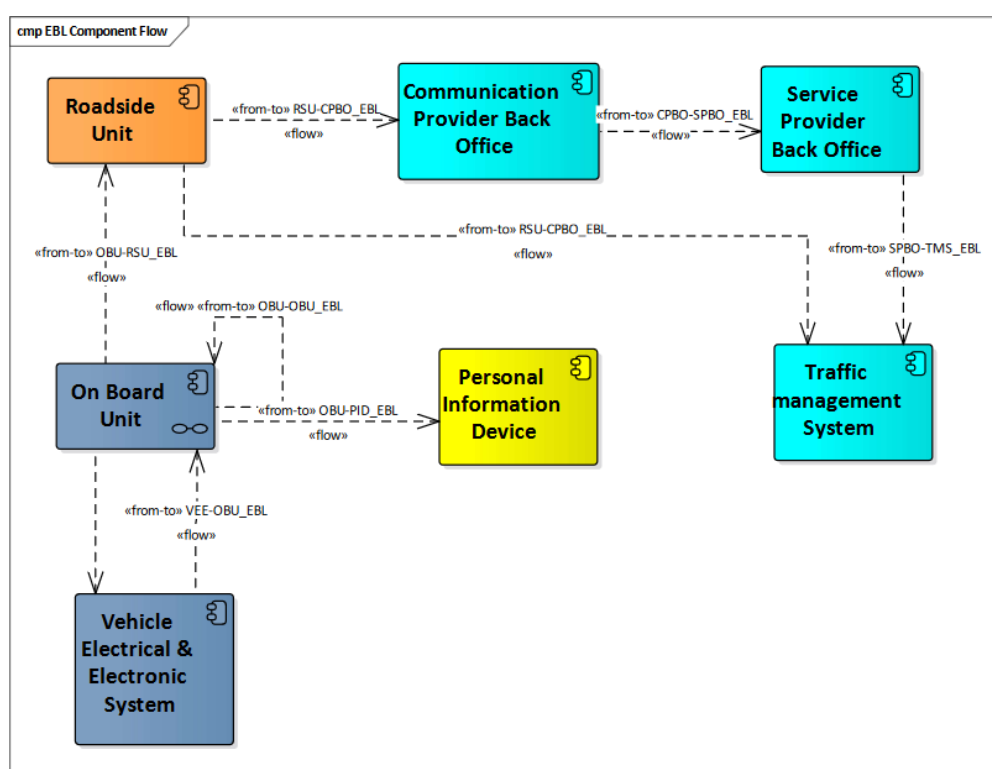 cmp EBL Component Flow
Roadside
Unit
«from-to» RSU-CPBO_EBL
«flow»
Communication
Provider Back
Office
«from-to» CPBO-SPBO_EBL
«flow»
Service
Provider
Back Office
«from-to» OBU-RSU_EBL
«flow»
«from-to» RSU-CPBO_EBL
«flow»
«from-to» SPBO-TMS_EBL
«flow»
«flow» «from-to» OBU-OBU_EBL
On Board
Unit
«from-to» OBU-PID_EBL
«flow»
Personal
Information
Device
Traffic
management
System
«from-to» VEE-OBU_EBL
«flow»
Vehicle
Electrical &
Electronic
System